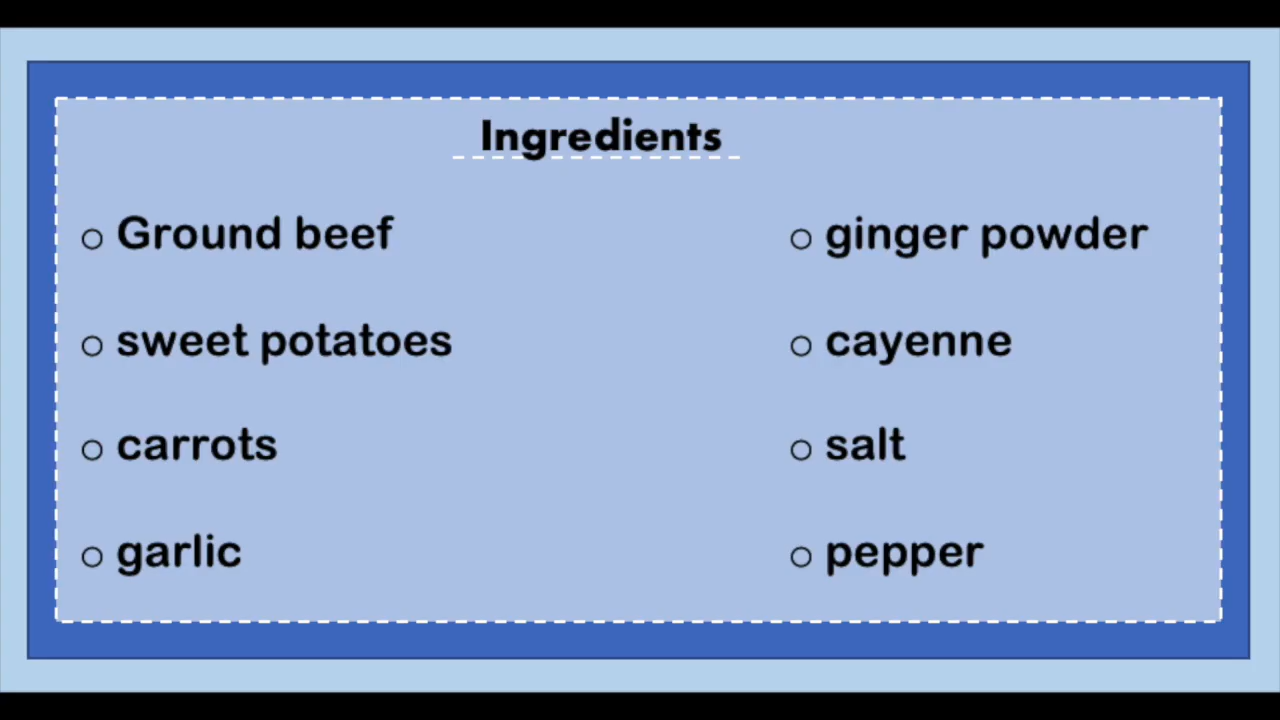 Ingredients
Ground beef
sweet potatoes
carrots
garlic
ginger powder
cayenne
salt
pepper